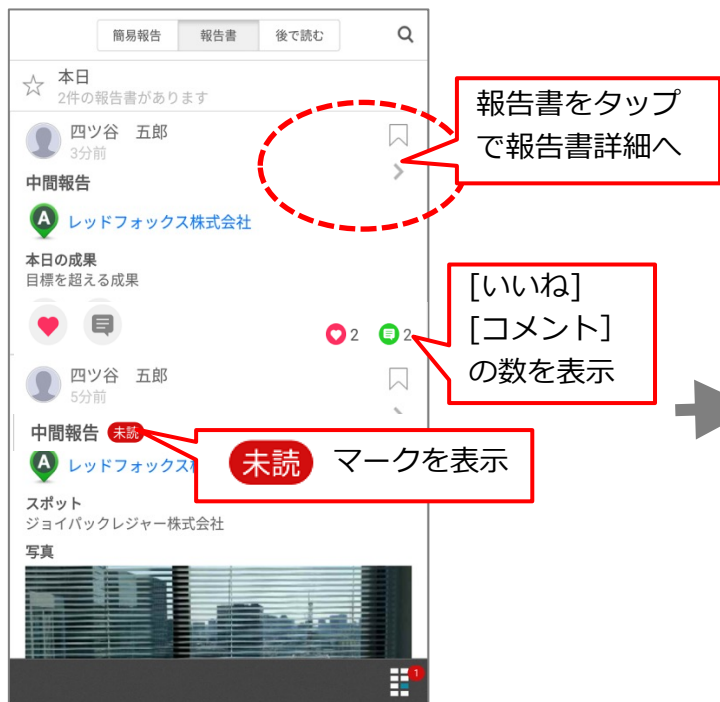 簡易報告 報告書 後で読む
本日
2件の報告書があります
四ツ谷 五郎
3分前
中間報告
A レッドフォックス株式会社
本日の成果
目標を超える成果
2 2
報告書をタップ
で報告書詳細へ
[いいね]
[コメント]
の数を表示
四ツ谷 五郎
5分前
中間報告 未読
未読 マークを表示
A レッドフォックス
スポット
ジョイパックレジャー株式会社
写真
1